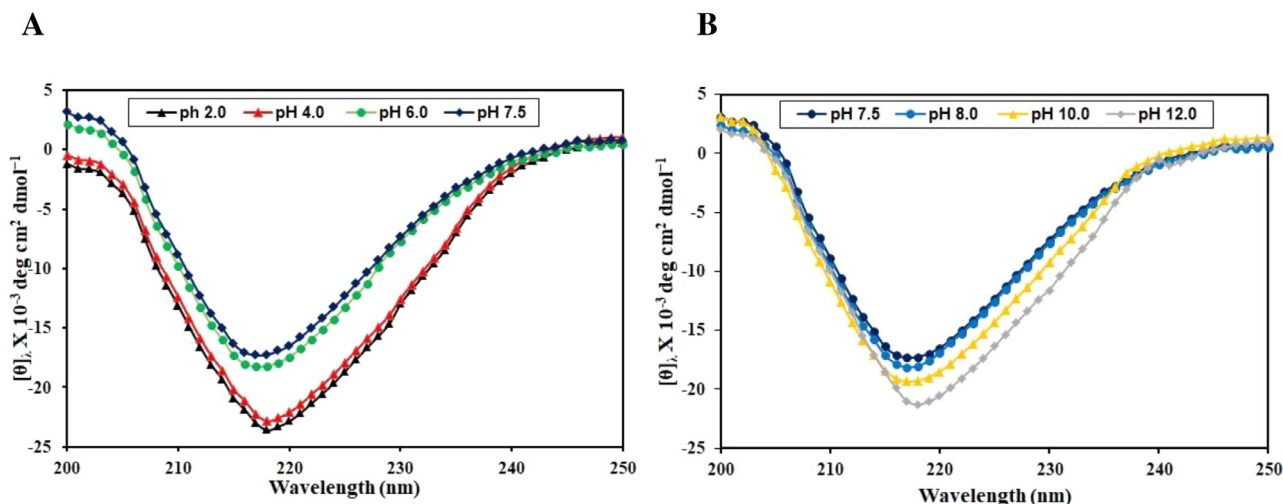 A
B
ph 2.0 pH 4.0 pH 6.0 pH 7.5
pH 7.5 pH 8.0 pH 10.0 pH 12.0
[θ]λ X 10⁻³ deg cm² dmol⁻¹
5
0
-5
-10
-15
-20
-25
200 210 220 230 240 250
Wavelength (nm)
[θ]λ X 10⁻³ deg cm² dmol⁻¹
5
0
-5
-10
-15
-20
-25
200 210 220 230 240 250
Wavelength (nm)